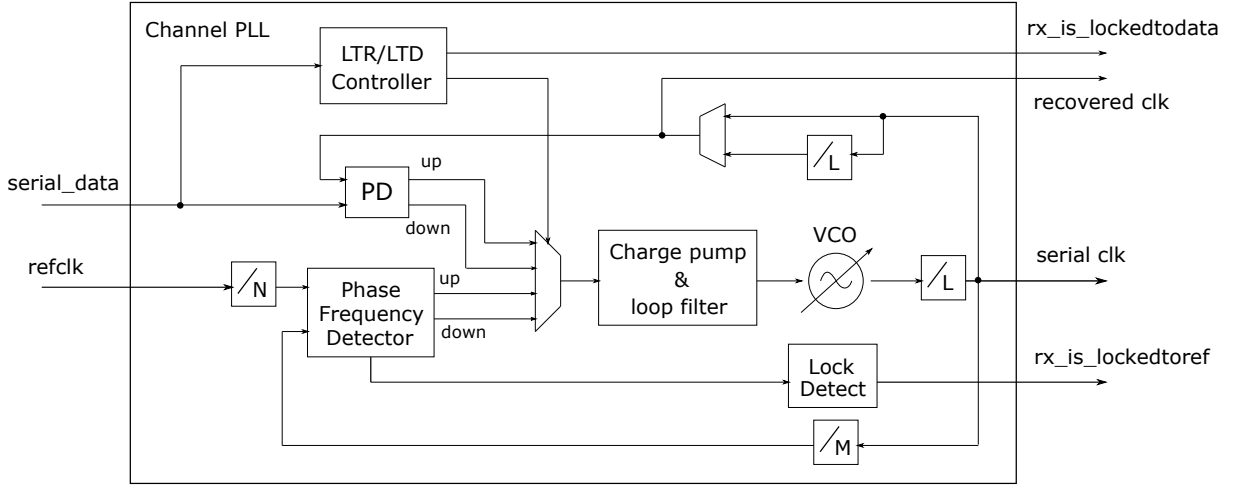 Channel PLL
LTR/LTD
Controller
rx_is_lockedtodata
recovered clk
/L
serial_data
PD
up
down
refclk
/N
Phase
Frequency
Detector
up
down
Charge pump
&
loop filter
VCO
/L
serial clk
Lock
Detect
rx_is_lockedtoref
/M